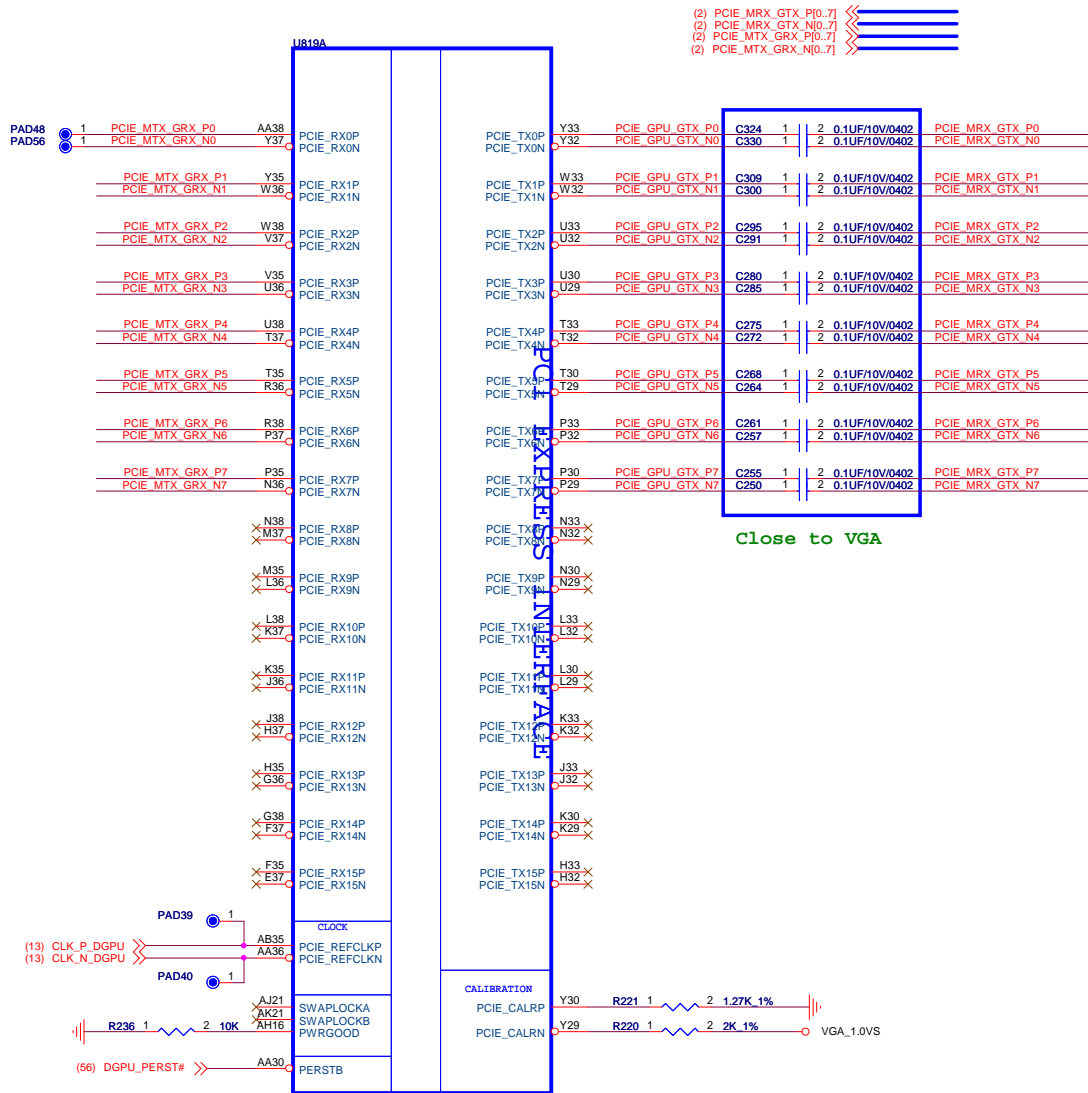 (2) PCIE_MRX_GTX_P[0..7]
(2) PCIE_MRX_GTX_N[0..7]
(2) PCIE_MTX_GRX_P[0..7]
(2) PCIE_MTX_GRX_N[0..7]
U819A
PAD48 1 PCIE_MTX_GRX_P0 AA38 PCIE_RX0P PCIE_TX0P Y33 PCIE_GPU_GTX_P0 C324 1 2 0.1UF/10V/0402 PCIE_MRX_GTX_P0
PAD56 1 PCIE_MTX_GRX_N0 Y37 PCIE_RX0N PCIE_TX0N Y32 PCIE_GPU_GTX_N0 C330 1 2 0.1UF/10V/0402 PCIE_MRX_GTX_N0
PCIE_MTX_GRX_P1 Y35 PCIE_RX1P PCIE_TX1P W33 PCIE_GPU_GTX_P1 C309 1 2 0.1UF/10V/0402 PCIE_MRX_GTX_P1
PCIE_MTX_GRX_N1 W36 PCIE_RX1N PCIE_TX1N W32 PCIE_GPU_GTX_N1 C300 1 2 0.1UF/10V/0402 PCIE_MRX_GTX_N1
PCIE_MTX_GRX_P2 W38 PCIE_RX2P PCIE_TX2P U33 PCIE_GPU_GTX_P2 C295 1 2 0.1UF/10V/0402 PCIE_MRX_GTX_P2
PCIE_MTX_GRX_N2 V37 PCIE_RX2N PCIE_TX2N U32 PCIE_GPU_GTX_N2 C291 1 2 0.1UF/10V/0402 PCIE_MRX_GTX_N2
PCIE_MTX_GRX_P3 V35 PCIE_RX3P PCIE_TX3P U30 PCIE_GPU_GTX_P3 C280 1 2 0.1UF/10V/0402 PCIE_MRX_GTX_P3
PCIE_MTX_GRX_N3 U36 PCIE_RX3N PCIE_TX3N U29 PCIE_GPU_GTX_N3 C285 1 2 0.1UF/10V/0402 PCIE_MRX_GTX_N3
PCIE_MTX_GRX_P4 U38 PCIE_RX4P PCIE_TX4P T33 PCIE_GPU_GTX_P4 C275 1 2 0.1UF/10V/0402 PCIE_MRX_GTX_P4
PCIE_MTX_GRX_N4 T37 PCIE_RX4N PCIE_TX4N T32 PCIE_GPU_GTX_N4 C272 1 2 0.1UF/10V/0402 PCIE_MRX_GTX_N4
PCIE_MTX_GRX_P5 T35 PCIE_RX5P PCIE_TX5P T30 PCIE_GPU_GTX_P5 C268 1 2 0.1UF/10V/0402 PCIE_MRX_GTX_P5
PCIE_MTX_GRX_N5 R36 PCIE_RX5N PCIE_TX5N T29 PCIE_GPU_GTX_N5 C264 1 2 0.1UF/10V/0402 PCIE_MRX_GTX_N5
PCIE_MTX_GRX_P6 R38 PCIE_RX6P PCIE_TX6P P33 PCIE_GPU_GTX_P6 C261 1 2 0.1UF/10V/0402 PCIE_MRX_GTX_P6
PCIE_MTX_GRX_N6 P37 PCIE_RX6N PCIE_TX6N P32 PCIE_GPU_GTX_N6 C257 1 2 0.1UF/10V/0402 PCIE_MRX_GTX_N6
PCIE_MTX_GRX_P7 P35 PCIE_RX7P PCIE_TX7P P30 PCIE_GPU_GTX_P7 C255 1 2 0.1UF/10V/0402 PCIE_MRX_GTX_P7
PCIE_MTX_GRX_N7 N36 PCIE_RX7N PCIE_TX7N P29 PCIE_GPU_GTX_N7 C250 1 2 0.1UF/10V/0402 PCIE_MRX_GTX_N7
PCI EXPRESS INTERFACE
Close to VGA
N38 PCIE_RX8P PCIE_TX8P N33
M37 PCIE_RX8N PCIE_TX8N N32
M35 PCIE_RX9P PCIE_TX9P N30
L36 PCIE_RX9N PCIE_TX9N N29
L38 PCIE_RX10P PCIE_TX10P L33
K37 PCIE_RX10N PCIE_TX10N L32
K35 PCIE_RX11P PCIE_TX11P L30
J36 PCIE_RX11N PCIE_TX11N L29
J38 PCIE_RX12P PCIE_TX12P K33
H37 PCIE_RX12N PCIE_TX12N K32
H35 PCIE_RX13P PCIE_TX13P J33
G36 PCIE_RX13N PCIE_TX13N J32
G38 PCIE_RX14P PCIE_TX14P K30
F37 PCIE_RX14N PCIE_TX14N K29
F35 PCIE_RX15P PCIE_TX15P H33
E37 PCIE_RX15N PCIE_TX15N H32
PAD39 1
CLOCK
(13) CLK_P_DGPU AB35 PCIE_REFCLKP
(13) CLK_N_DGPU AA36 PCIE_REFCLKN
PAD40 1
CALIBRATION
AJ21 SWAPLOCKA PCIE_CALRP Y30 R221 1 2 1.27K_1%
AK21 SWAPLOCKB
R236 1 2 10K AH16 PWRGOOD PCIE_CALRN Y29 R220 1 2 2K_1% VGA_1.0VS
(56) DGPU_PERST# AA30 PERSTB